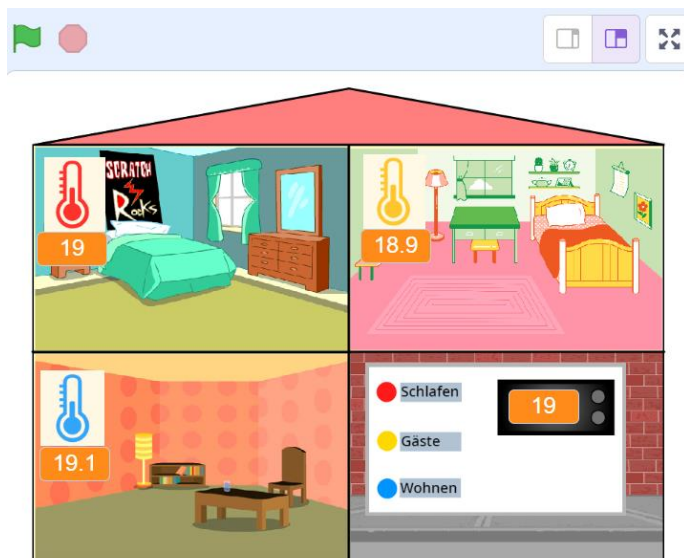 SCRATCH
Rocks
19
18.9
19.1
Schlafen
19
Gäste
Wohnen